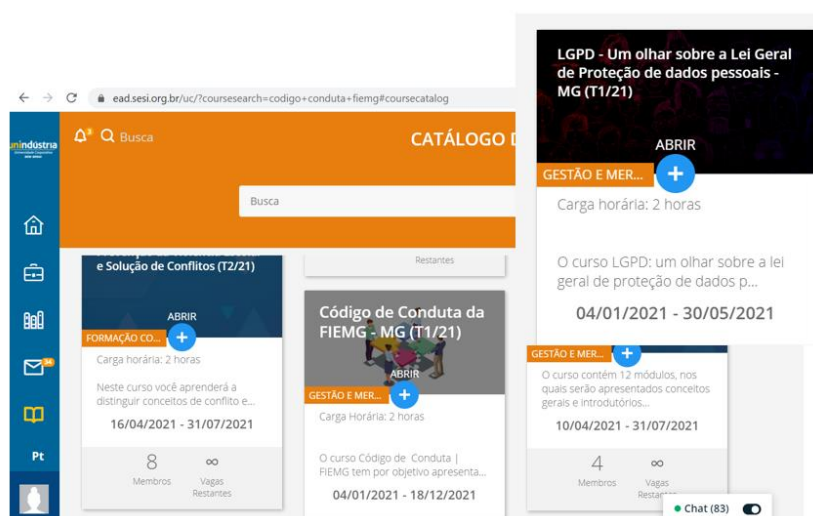 ead.sesi.org.br/uc/?coursesearch=codigo+conduta+fiemg#coursecatalog
unindústria
3
Busca
CATÁLOGO D
Busca
e Solução de Conflitos (T2/21)
ABRIR
FORMAÇÃO CO...
Carga horária: 2 horas
Neste curso você aprenderá a
distinguir conceitos de conflito e...
16/04/2021 - 31/07/2021
8
∞
Membros
Vagas
Restantes
Restantes
Código de Conduta da
FIEMG - MG (T1/21)
ABRIR
GESTÃO E MER...
Carga Horária: 2 horas
O curso Código de Conduta |
FIEMG tem por objetivo apresenta...
04/01/2021 - 18/12/2021
LGPD - Um olhar sobre a Lei Geral
de Proteção de dados pessoais -
MG (T1/21)
ABRIR
GESTÃO E MER...
Carga horária: 2 horas
O curso LGPD: um olhar sobre a lei
geral de proteção de dados p...
04/01/2021 - 30/05/2021
GESTÃO E MER...
O curso contém 12 módulos, nos
quais serão apresentados conceitos
gerais e introdutórios...
10/04/2021 - 31/07/2021
4
∞
Membros
Vagas
34
Pt
Chat (83)